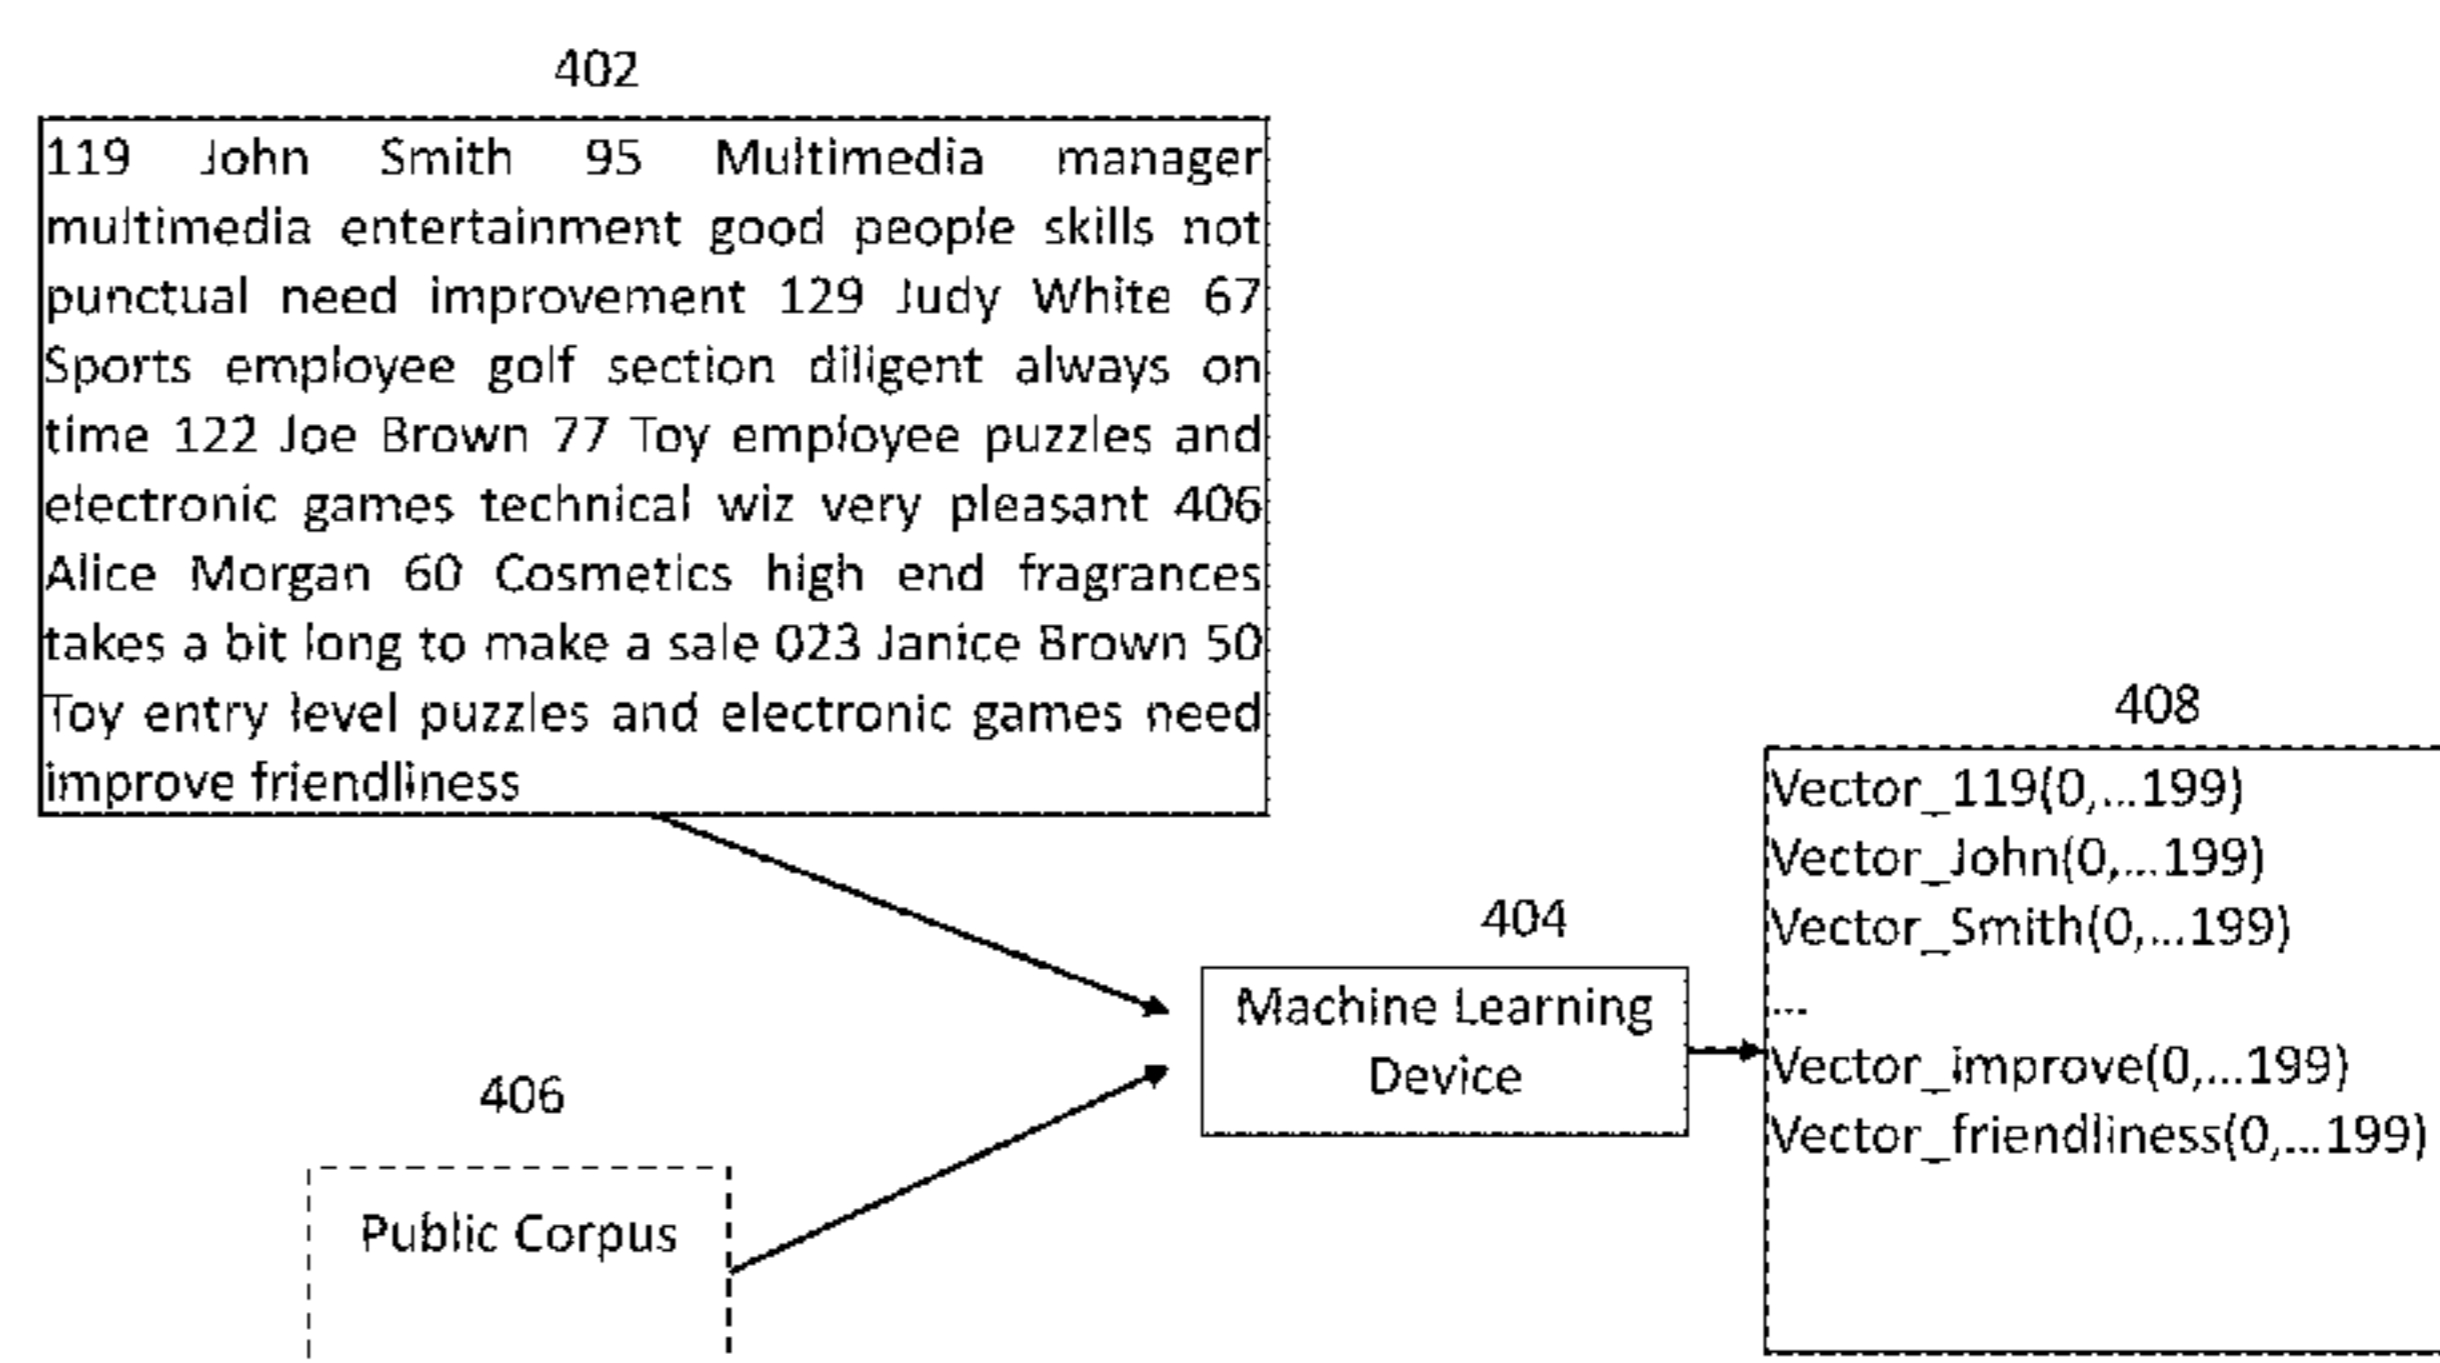 402
119 John Smith 95 Multimedia manager
multimedia entertainment good people skills not
punctual need improvement 129 Judy White 67
Sports employee golf section diligent always on
time 122 Joe Brown 77 Toy employee puzzles and
electronic games technical wiz very pleasant 406
Alice Morgan 60 Cosmetics high end fragrances
takes a bit long to make a sale 023 Janice Brown 50
Toy entry level puzzles and electronic games need
improve friendliness
406
Public Corpus
404
Machine Learning
Device
408
Vector_119(0,...199)
Vector_John(0,...199)
Vector_Smith(0,...199)
...
Vector_improve(0,...199)
Vector_friendliness(0,...199)